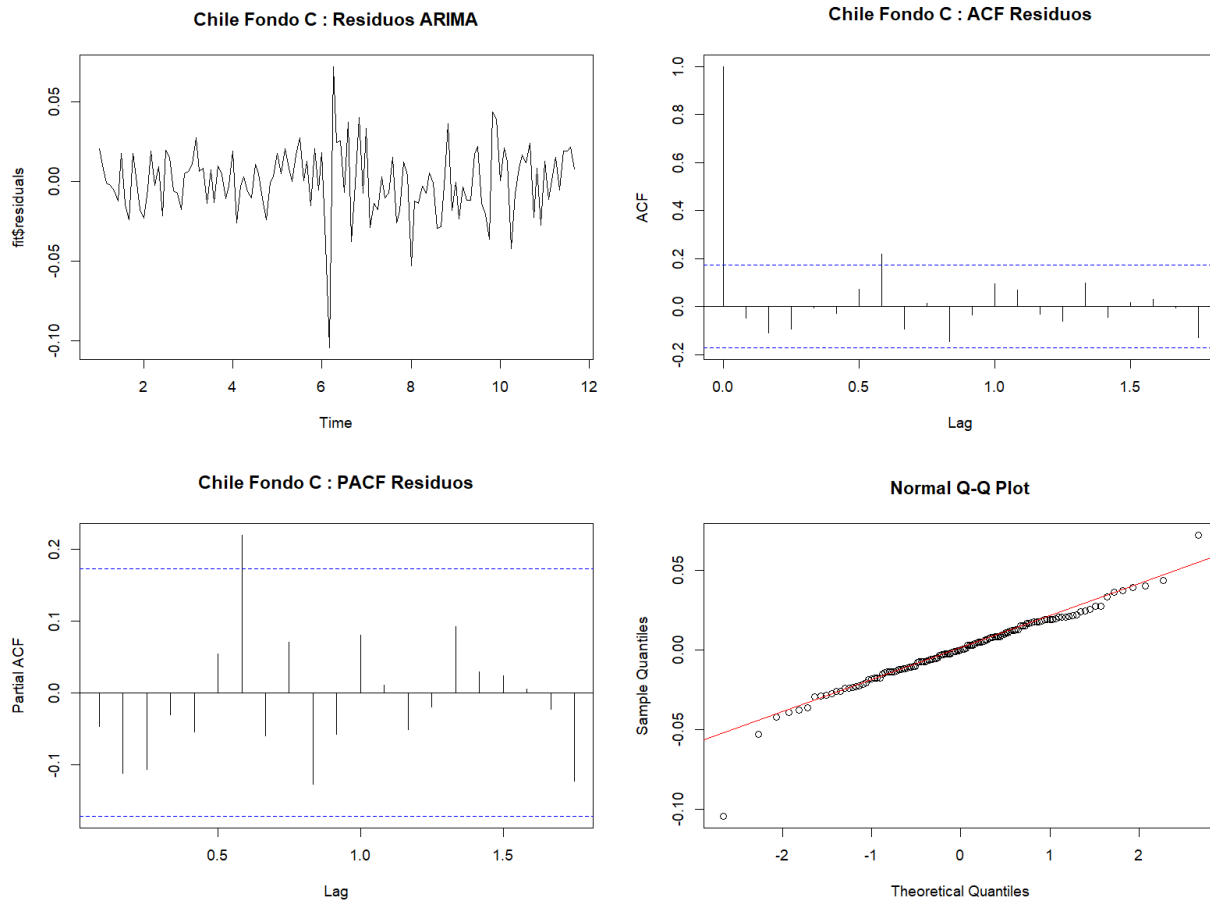 Chile Fondo C : Residuos ARIMA
fit$residuals
0.05
0.00
-0.05
-0.10
2 4 6 8 10 12
Time
Chile Fondo C : ACF Residuos
ACF
1.0
0.8
0.6
0.4
0.2
0.0
-0.2
0.0 0.5 1.0 1.5
Lag
Chile Fondo C : PACF Residuos
Partial ACF
0.2
0.1
0.0
-0.1
0.5 1.0 1.5
Lag
Normal Q-Q Plot
Sample Quantiles
0.05
0.00
-0.05
-0.10
-2 -1 0 1 2
Theoretical Quantiles